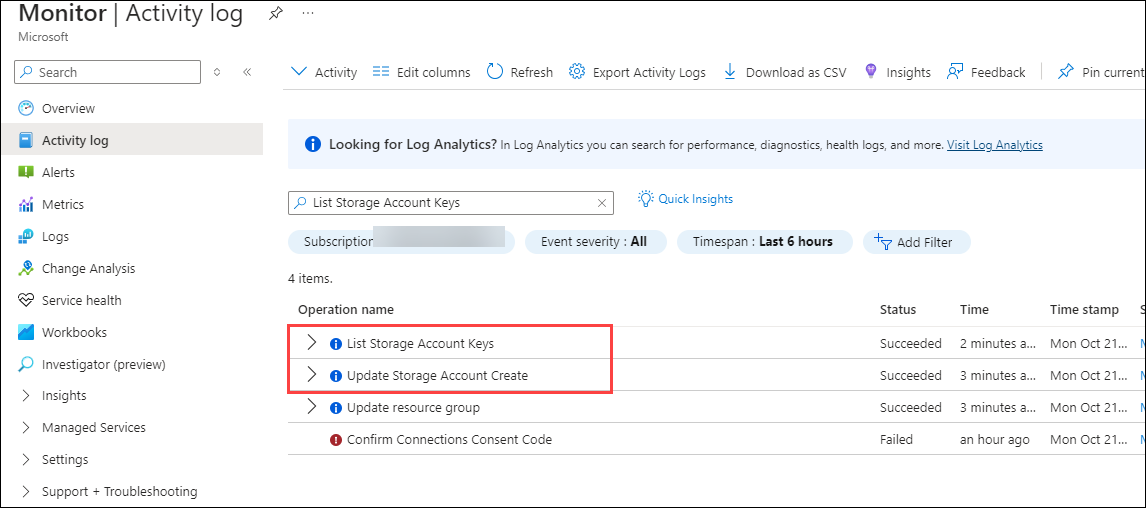 Monitor | Activity log
Microsoft
Search
Overview
Activity log
Alerts
Metrics
Logs
Change Analysis
Service health
Workbooks
Investigator (preview)
Insights
Managed Services
Settings
Support + Troubleshooting
Activity Edit columns Refresh Export Activity Logs Download as CSV Insights Feedback Pin current
Looking for Log Analytics? In Log Analytics you can search for performance, diagnostics, health logs, and more. Visit Log Analytics
List Storage Account Keys Quick Insights
Subscription Event severity : All Timespan : Last 6 hours Add Filter
4 items.
Operation name Status Time Time stamp S
List Storage Account Keys Succeeded 2 minutes a... Mon Oct 21...
Update Storage Account Create Succeeded 3 minutes a... Mon Oct 21...
Update resource group Succeeded 3 minutes a... Mon Oct 21...
Confirm Connections Consent Code Failed an hour ago Mon Oct 21...